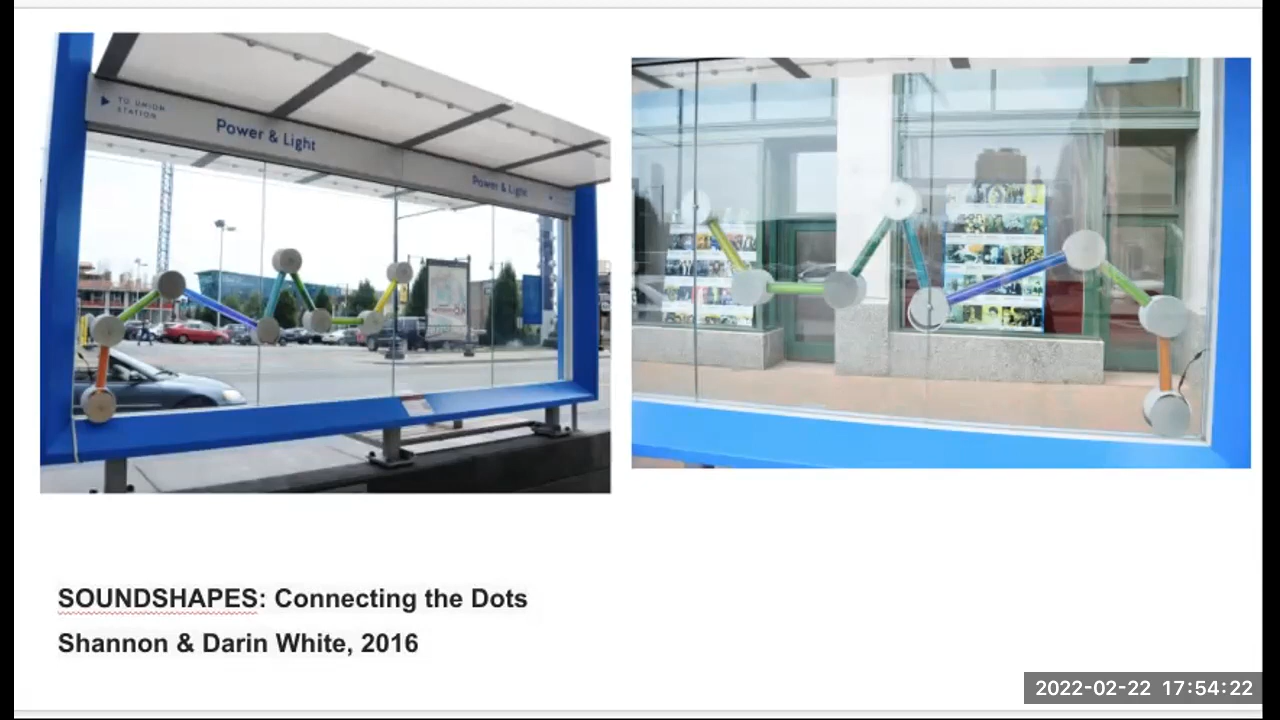 TO UNION
STATION
Power & Light
Power & Light
SOUNDSHAPES: Connecting the Dots
Shannon & Darin White, 2016
2022-02-22 17:54:22